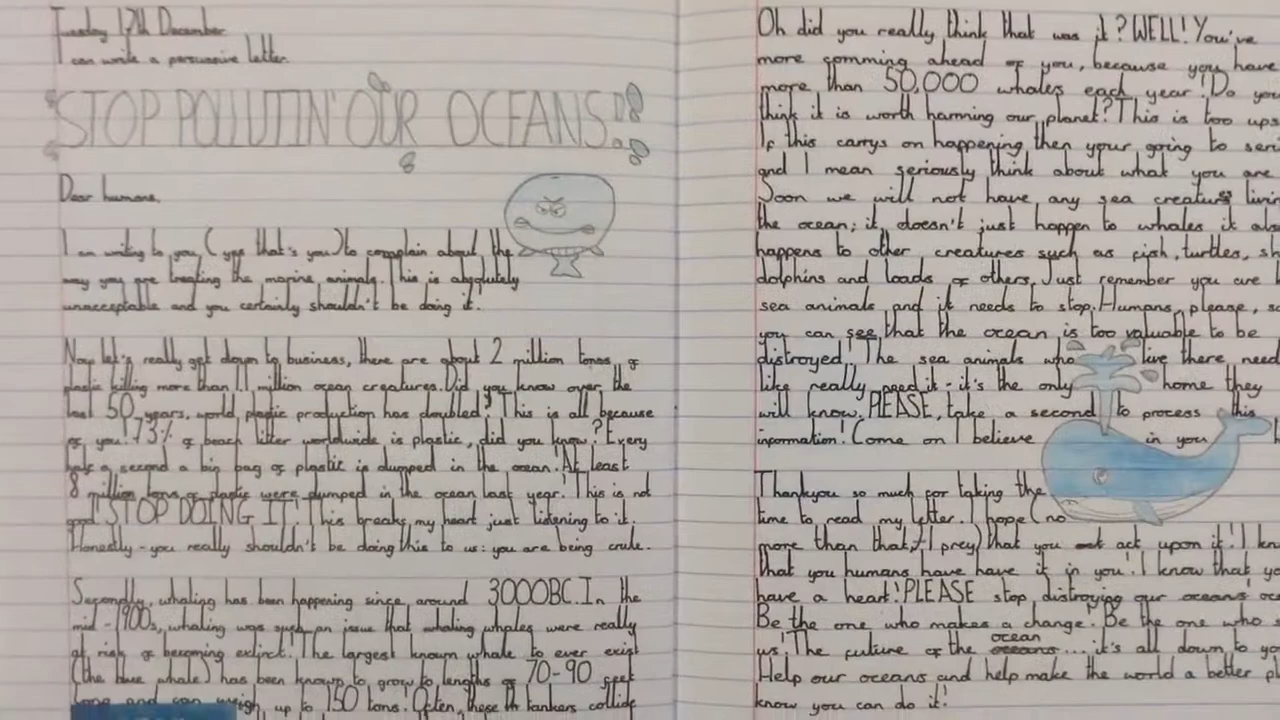 Tuesday 17th December
I can write a persuasive letter
STOP POLLUTIN' OUR OCEANS!!
Dear humans,
I am writing to you (yes that's you) to complain about the
way you are treating the marine animals. This is absolutely
unacceptable and you certainly shouldn't be doing it.
Now let's really get down to business, there are about 2 million tones, of
plastic killing more than 1.1 million ocean creatures. Did you know over the
last 50 years, world plastic production has doubled? This is all because
of you! 73% of beach litter worldwide is plastic, did you know? Every
half a second a big bag of plastic is dumped in the ocean! At least
8 million tons of plastic were dumped in the ocean last year! This is not
good! STOP DOING IT! This breaks my heart just listening to it.
Honestly - you really shouldn't be doing this to us: you are being crule.
Secondly, whaling has been happening since around 3000BC. In the
mid-1900s, whaling was such an issue that whaling whales were really
at risk of becoming extinct. The largest known whale to ever exist
(the blue whale) has been known to grow to lengths of 70-90 feet
long and can weigh up to 150 tons! Often, these tankers collide
Oh did you really think that was it? WELL! You've
more comming ahead of you, because you have
more than 50,000 whales each year! Do you
think it is worth harming our planet? This is too ups
If this carrys on happening then your going to seri
and I mean seriously think about what you are
Soon we will not have any sea creatures livin
the ocean; it doesn't just happen to whales it als
happens to other creatures such as fish, turtles, sh
dolphins and loads of others. Just remember you are
sea animals and it needs to stop. Humans, please, so
you can see that the ocean is too valuable to be
distroyed! The sea animals who live there need
like really need it - it's the only home they
will know. PLEASE, take a second to process this
information! Come on I believe in you
Thankyou so much for taking the
time to read my letter. I hope (no
more than that, I prey) that you act upon it! I kn
that you humans have have it in you! I know that yo
have a heart! PLEASE stop distroying our oceans' oc
Be the one who makes a change. Be the one who s
us! The future of the ocean... it's all down to yo
Help our oceans and help make the world a better pl
know you can do it!